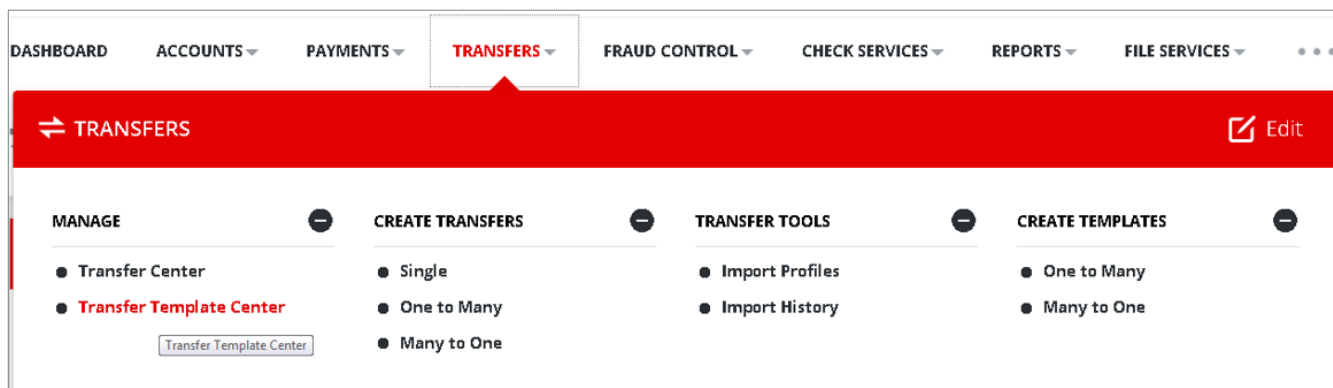 DASHBOARD ACCOUNTS PAYMENTS TRANSFERS FRAUD CONTROL CHECK SERVICES REPORTS FILE SERVICES
TRANSFERS Edit
MANAGE CREATE TRANSFERS TRANSFER TOOLS CREATE TEMPLATES
Transfer Center Single Import Profiles One to Many
Transfer Template Center One to Many Import History Many to One
Transfer Template Center Many to One